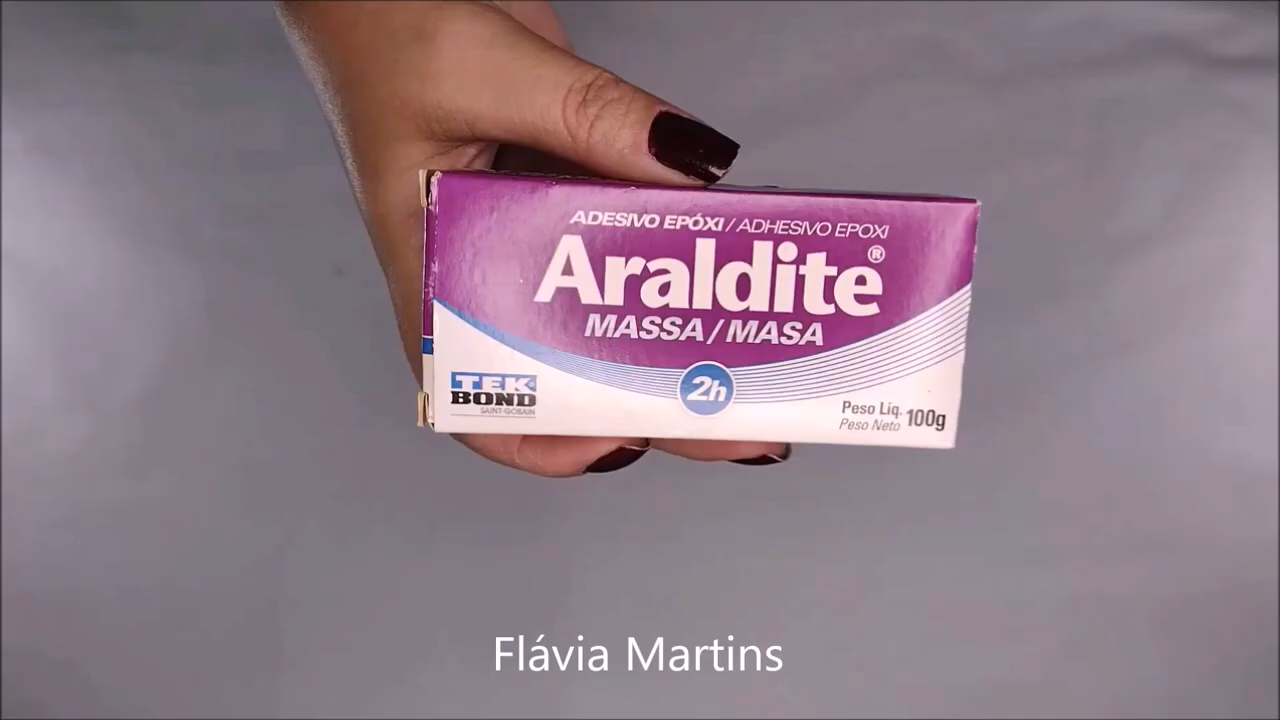 ADESIVO EPÓXI / ADHESIVO EPOXI
Araldite®
MASSA / MASA
2h
TEK
BOND
SAINT-GOBAIN
Peso Líq. 100g
Peso Neto
Flávia Martins